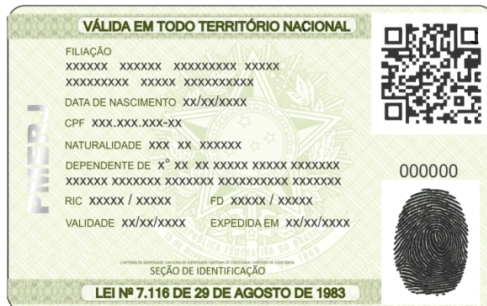 VÁLIDA EM TODO TERRITÓRIO NACIONAL
FILIAÇÃO
xxxxxx xxxxxx xxxxxxxxx xxxxx
xxxxxxxxx xxxxx xxxxxxxxxx
DATA DE NASCIMENTO xx/xx/xxxx
CPF xxx.xxx.xxx-xx
NATURALIDADE xxx xx xxxxxx
DEPENDENTE DE x° xx xx xxxxx xxxxx xxxxxxx
xxxxxx xxxxxxx xxxxxxx xxxxxxxxxx xxxxxxx
RIC xxxxx / xxxxx FD xxxxx / xxxxx
VALIDADE xx/xx/xxxx EXPEDIDA EM xx/xx/xxxx
SEÇÃO DE IDENTIFICAÇÃO
LEI Nº 7.116 DE 29 DE AGOSTO DE 1983
PMERJ
000000